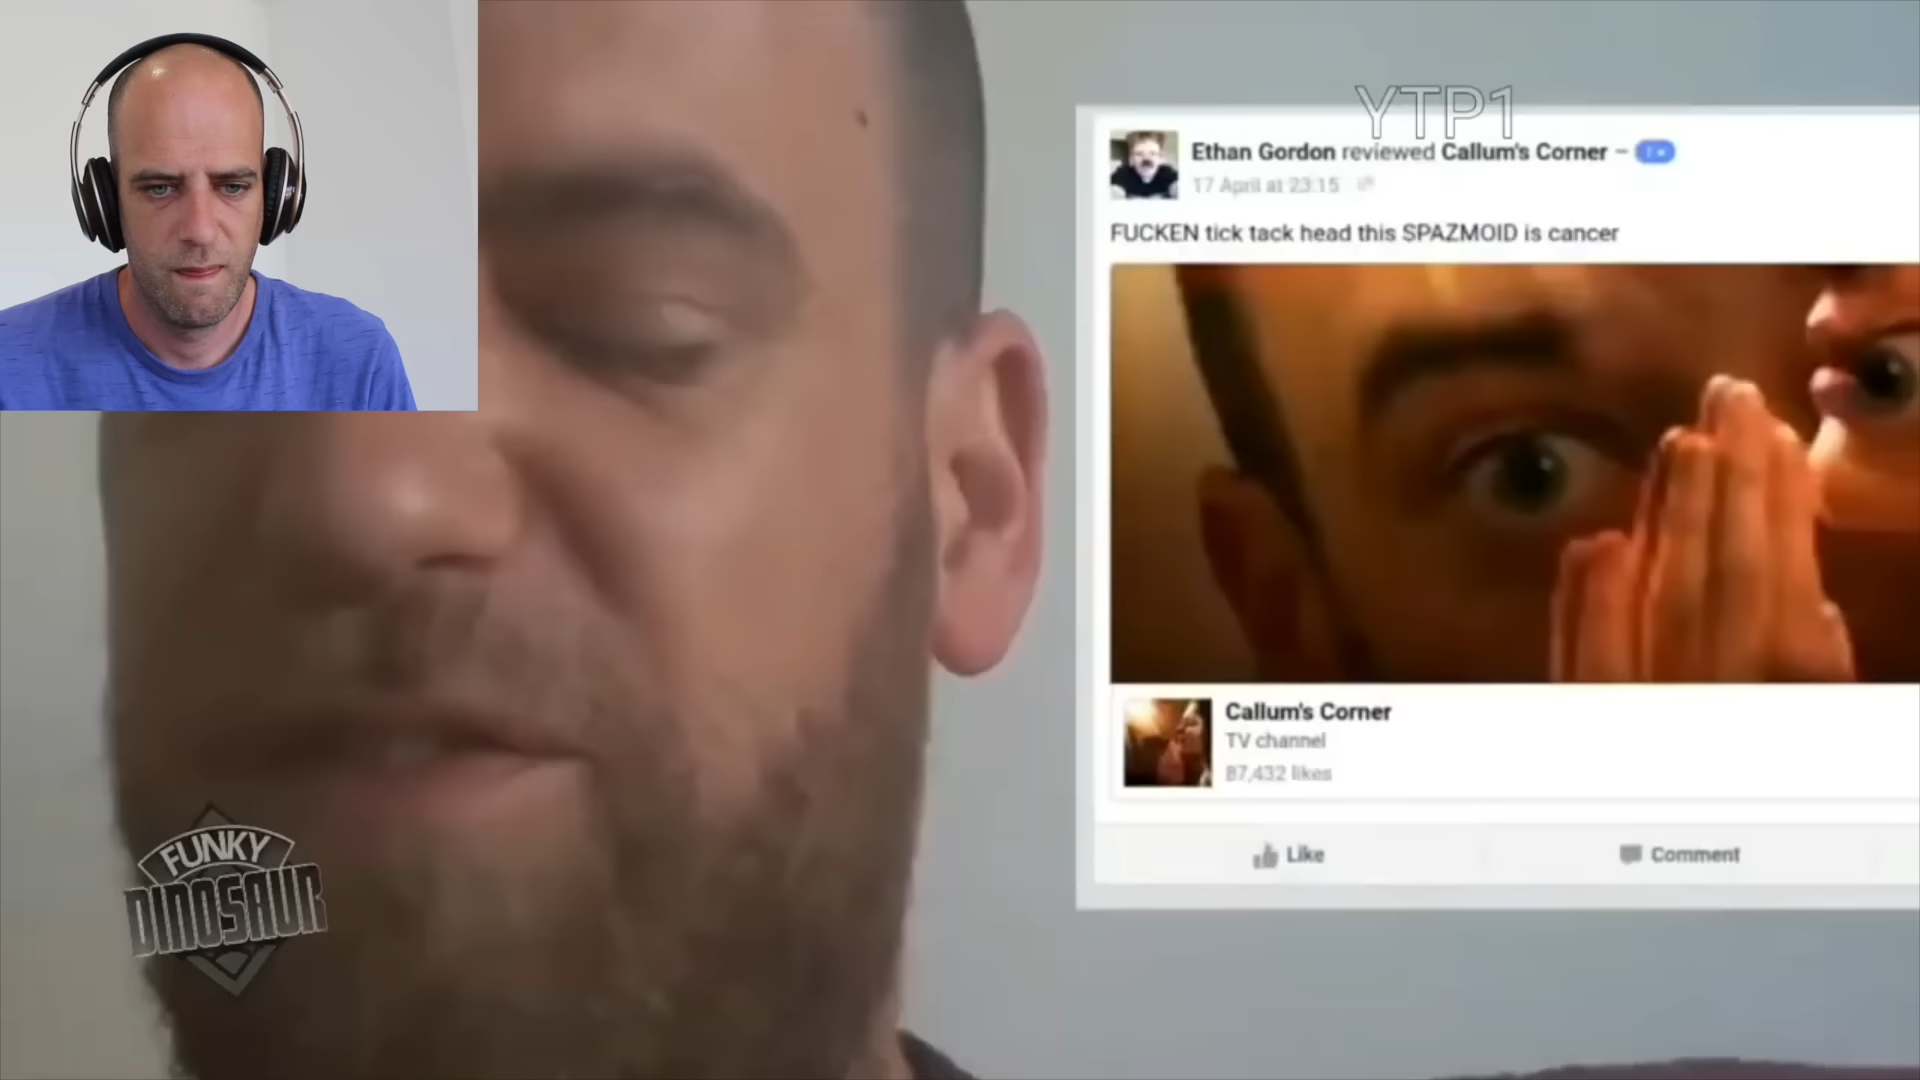 YTP1
Ethan Gordon reviewed Callum's Corner –
17 April at 23:15
FUCKEN tick tack head this SPAZMOID is cancer
Callum's Corner
TV channel
87,432 likes
Like
Comment
FUNKY
DINOSAUR